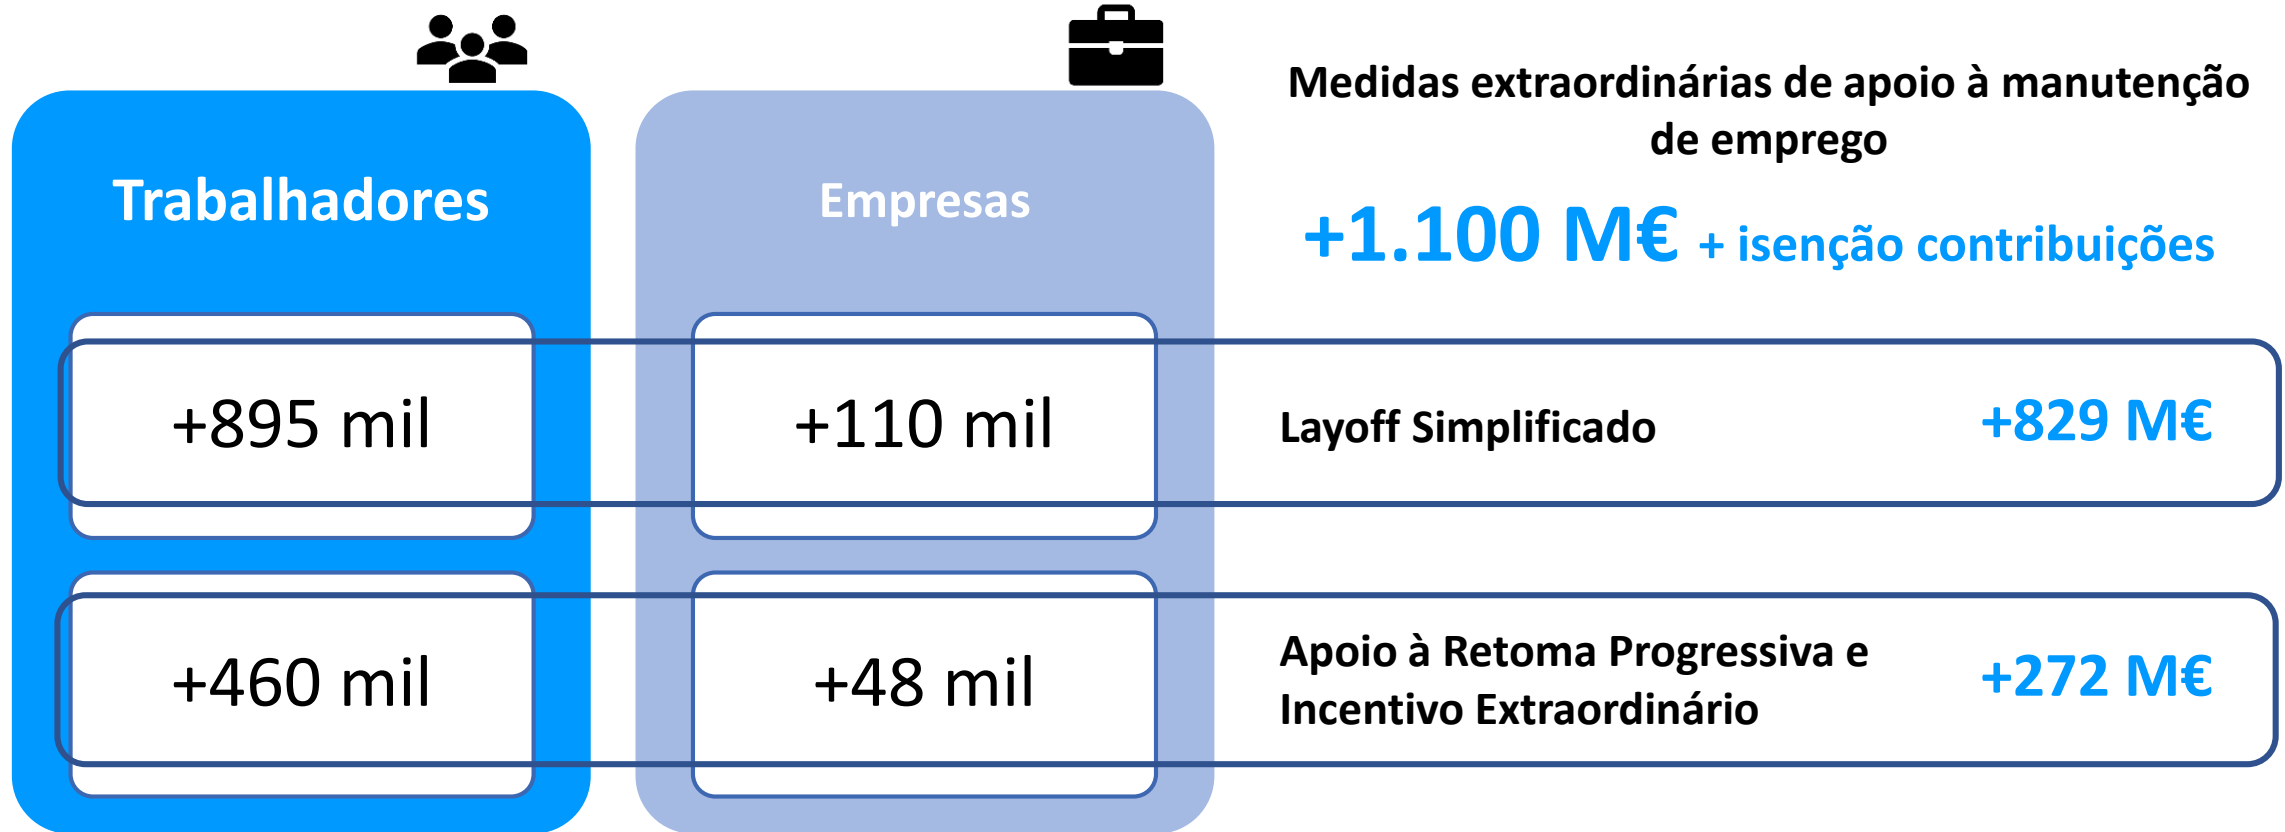 Trabalhadores
Empresas
Medidas extraordinárias de apoio à manutenção
de emprego
+1.100 M€ + isenção contribuições
+895 mil
+110 mil
Layoff Simplificado
+829 M€
+460 mil
+48 mil
Apoio à Retoma Progressiva e
Incentivo Extraordinário
+272 M€